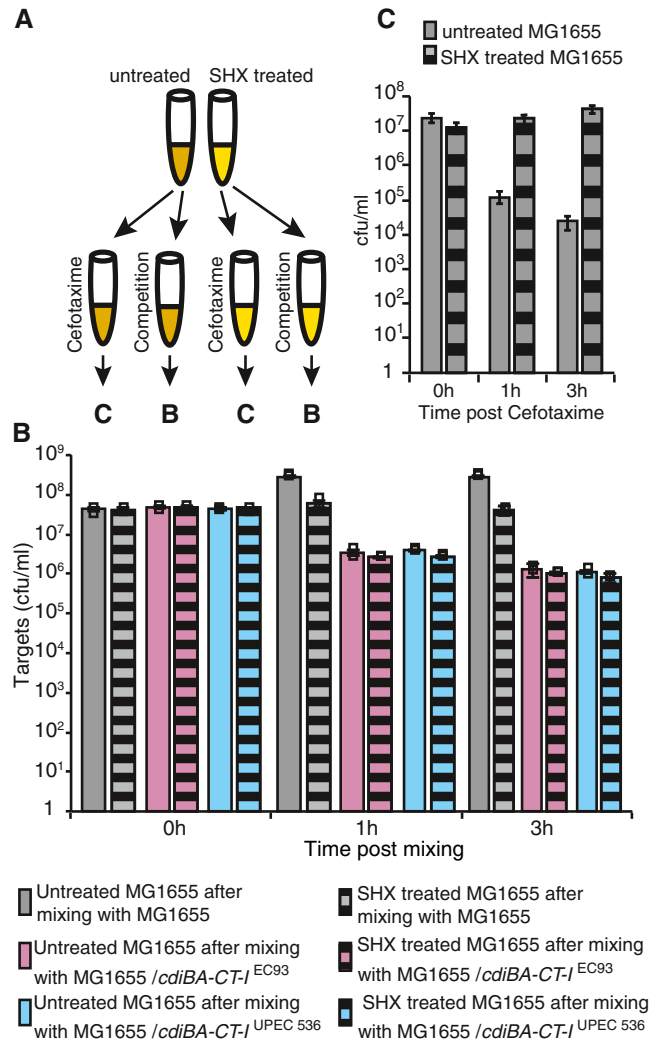 A
untreated SHX treated
Cefotaxime
Competition
Cefotaxime
Competition
C B C B
C
untreated MG1655
SHX treated MG1655
cfu/ml
10⁸
10⁷
10⁶
10⁵
10⁴
10³
10²
10¹
1
0h 1h 3h
Time post Cefotaxime
B
Targets (cfu/ml)
10⁹
10⁸
10⁷
10⁶
10⁵
10⁴
10³
10²
10¹
1
0h 1h 3h
Time post mixing
Untreated MG1655 after
mixing with MG1655
Untreated MG1655 after mixing
with MG1655 /cdiBA-CT-I EC93
Untreated MG1655 after mixing
with MG1655 /cdiBA-CT-I UPEC 536
SHX treated MG1655 after
mixing with MG1655
SHX treated MG1655 after mixing
with MG1655 /cdiBA-CT-I EC93
SHX treated MG1655 after mixing
with MG1655 /cdiBA-CT-I UPEC 536